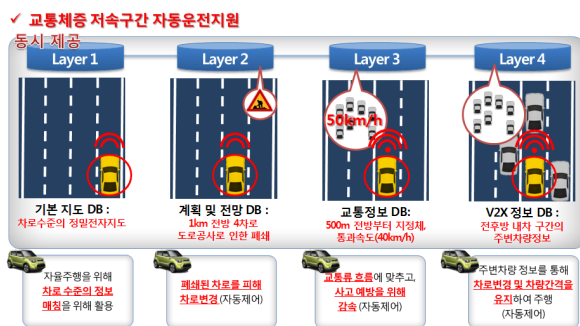 ✓ 교통체증 저속구간 자동운전지원
동시 제공
Layer 1
Layer 2
Layer 3
Layer 4
50km/h
기본 지도 DB :
차로수준의 정밀전자지도
계획 및 전망 DB :
1km 전방 4차로
도로공사로 인한 폐쇄
교통정보 DB:
500m 전방부터 지정체,
통과속도(40km/h)
V2X 정보 DB :
전후방 내차 구간의
주변차량정보
자율주행을 위해
차로 수준의 정보
매칭을 위해 활용
폐쇄된 차로를 피해
차로변경 (자동제어)
교통류 흐름에 맞추고,
사고 예방을 위해
감속 (자동제어)
주변차량 정보를 통해
차로변경 및 차량간격을
유지하여 주행
(자동제어)